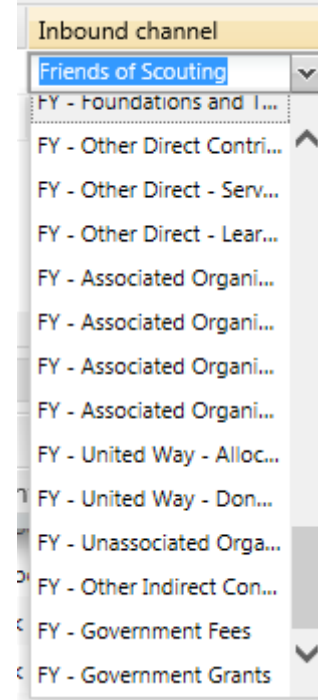 Inbound channel
Friends of Scouting
FY - Foundations and T...
FY - Other Direct Contri...
FY - Other Direct - Serv...
FY - Other Direct - Lear...
FY - Associated Organi...
FY - Associated Organi...
FY - Associated Organi...
FY - Associated Organi...
FY - United Way - Alloc...
FY - United Way - Don...
FY - Unassociated Orga...
FY - Other Indirect Con...
FY - Government Fees
FY - Government Grants